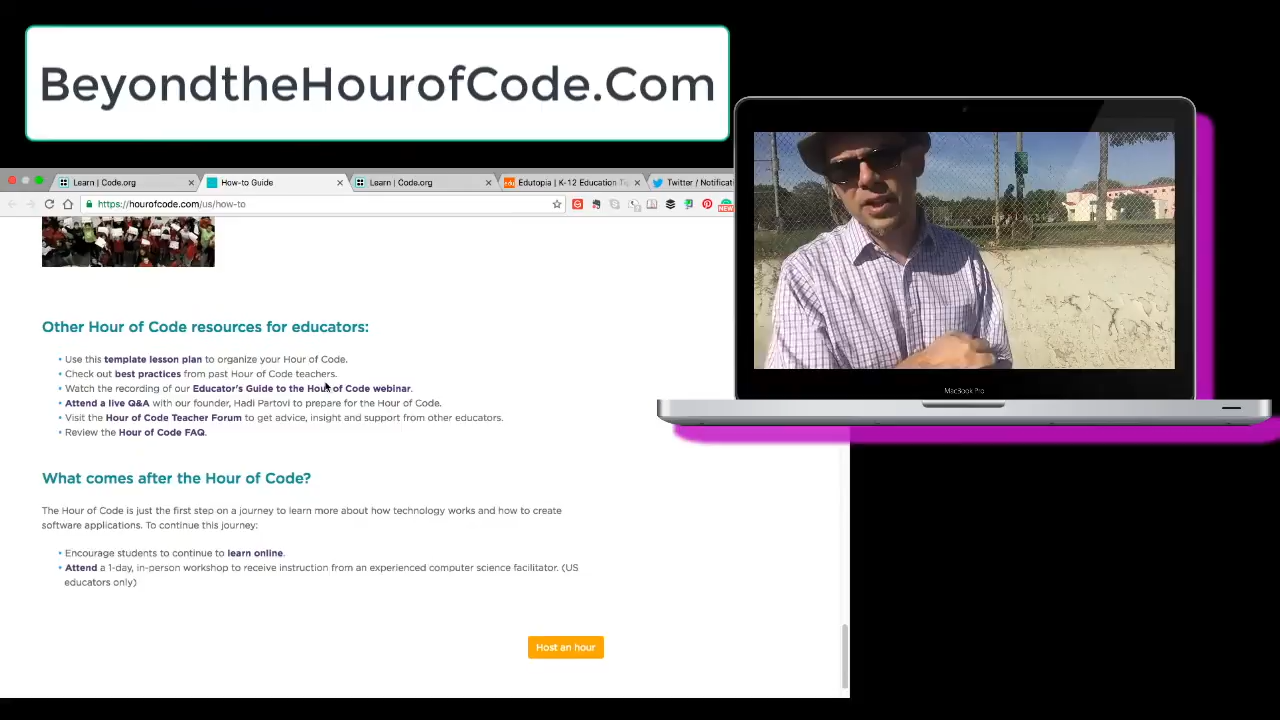 BeyondtheHourofCode.Com
Learn | Code.org
How-to Guide
Learn | Code.org
Edutopia | K-12 Education Ti
Twitter / Notificati
https://hourofcode.com/us/how-to
NEW
Other Hour of Code resources for educators:
• Use this template lesson plan to organize your Hour of Code.
• Check out best practices from past Hour of Code teachers.
• Watch the recording of our Educator's Guide to the Hour of Code webinar.
• Attend a live Q&A with our founder, Hadi Partovi to prepare for the Hour of Code.
• Visit the Hour of Code Teacher Forum to get advice, insight and support from other educators.
• Review the Hour of Code FAQ.
What comes after the Hour of Code?
The Hour of Code is just the first step on a journey to learn more about how technology works and how to create
software applications. To continue this journey:
• Encourage students to continue to learn online.
• Attend a 1-day, in-person workshop to receive instruction from an experienced computer science facilitator. (US
educators only)
Host an hour
MacBook Pro